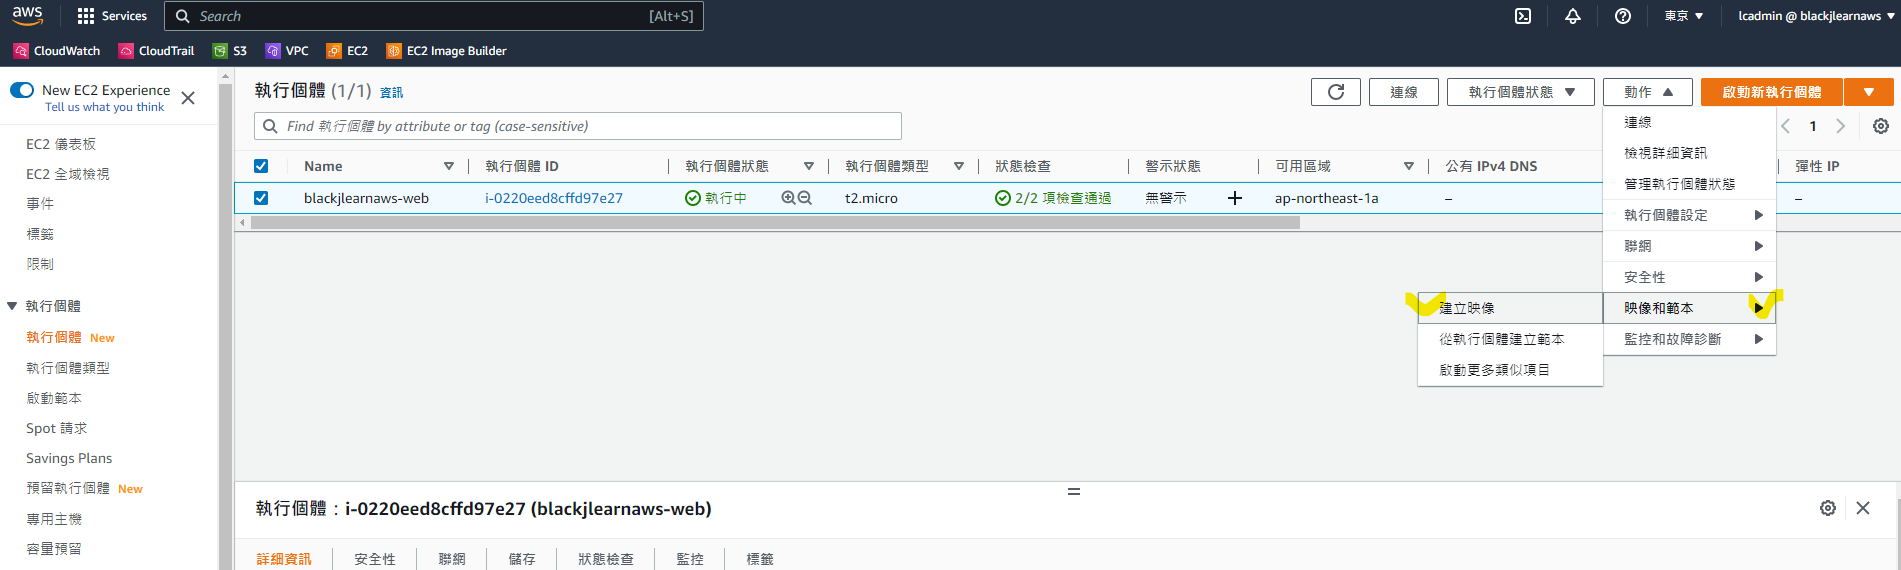 aws Services Search [Alt+S] 東京 lcadmin @ blackjlearnaws
CloudWatch CloudTrail S3 VPC EC2 EC2 Image Builder
New EC2 Experience
Tell us what you think
EC2 儀表板
EC2 全域檢視
事件
標籤
限制
執行個體
執行個體 New
執行個體類型
啟動範本
Spot 請求
Savings Plans
預留執行個體 New
專用主機
容量預留
執行個體 (1/1) 資訊
連線 執行個體狀態 動作 啟動新執行個體
Find 執行個體 by attribute or tag (case-sensitive)
1
Name 執行個體 ID 執行個體狀態 執行個體類型 狀態檢查 警示狀態 可用區域 公有 IPv4 DNS 彈性 IP
blackjlearnaws-web i-0220eed8cffd97e27 執行中 t2.micro 2/2 項檢查通過 無警示 ap-northeast-1a – –
連線
檢視詳細資訊
管理執行個體狀態
執行個體設定
聯網
安全性
映像和範本
監控和故障診斷
建立映像
從執行個體建立範本
啟動更多類似項目
執行個體：i-0220eed8cffd97e27 (blackjlearnaws-web)
詳細資訊 安全性 聯網 儲存 狀態檢查 監控 標籤